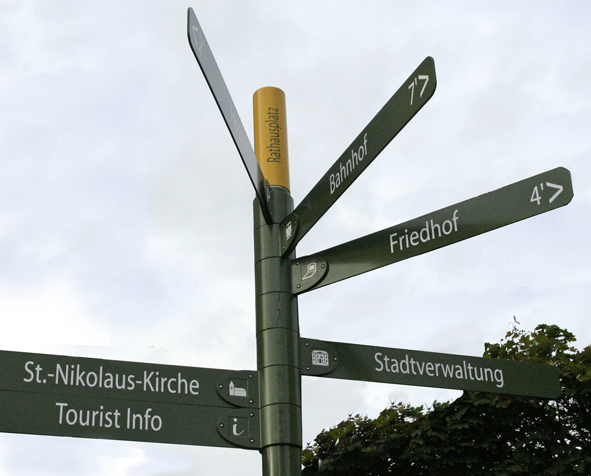 Rathausplatz
7' >
Bahnhof
4' >
Friedhof
Stadtverwaltung
St.-Nikolaus-Kirche
Tourist Info
i